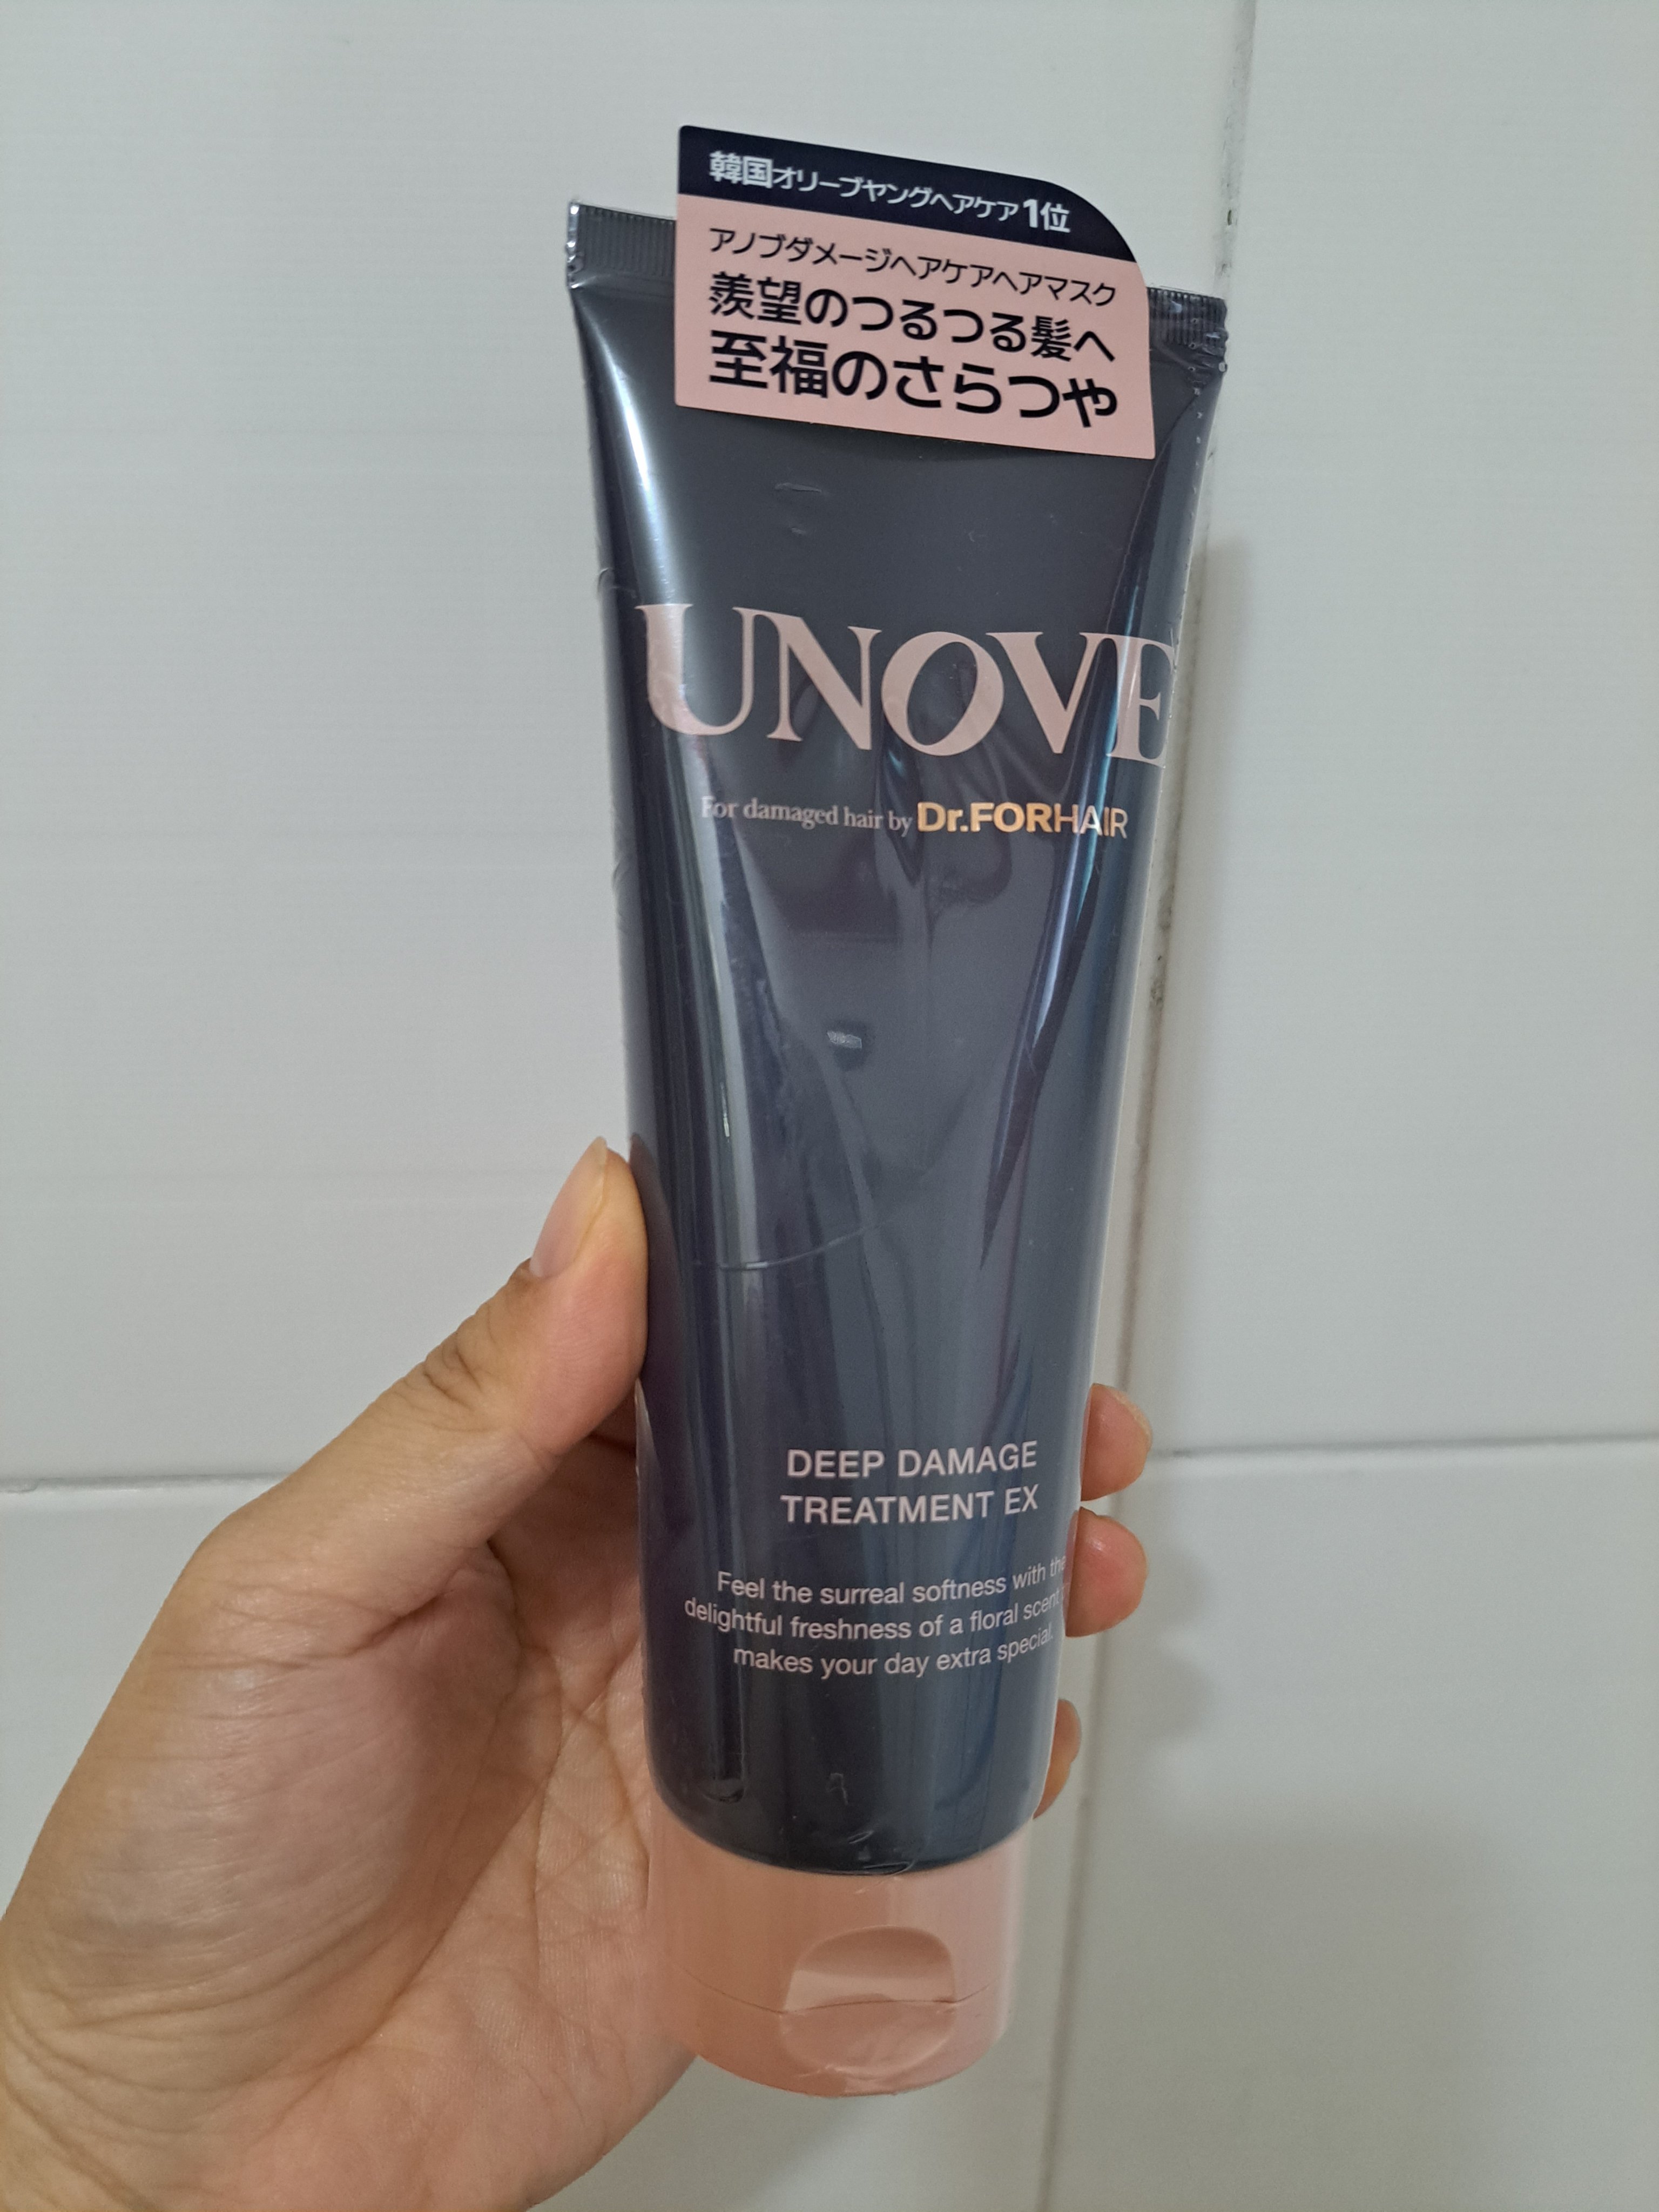 韓国オリーブヤングヘアケア1位
アノブダメージヘアケアヘアマスク
羨望のつるつる髪へ
至福のさらつや
UNOVE
For damaged hair by Dr.FORHAIR
DEEP DAMAGE
TREATMENT EX
Feel the surreal softness with the
delightful freshness of a floral scent
makes your day extra special.